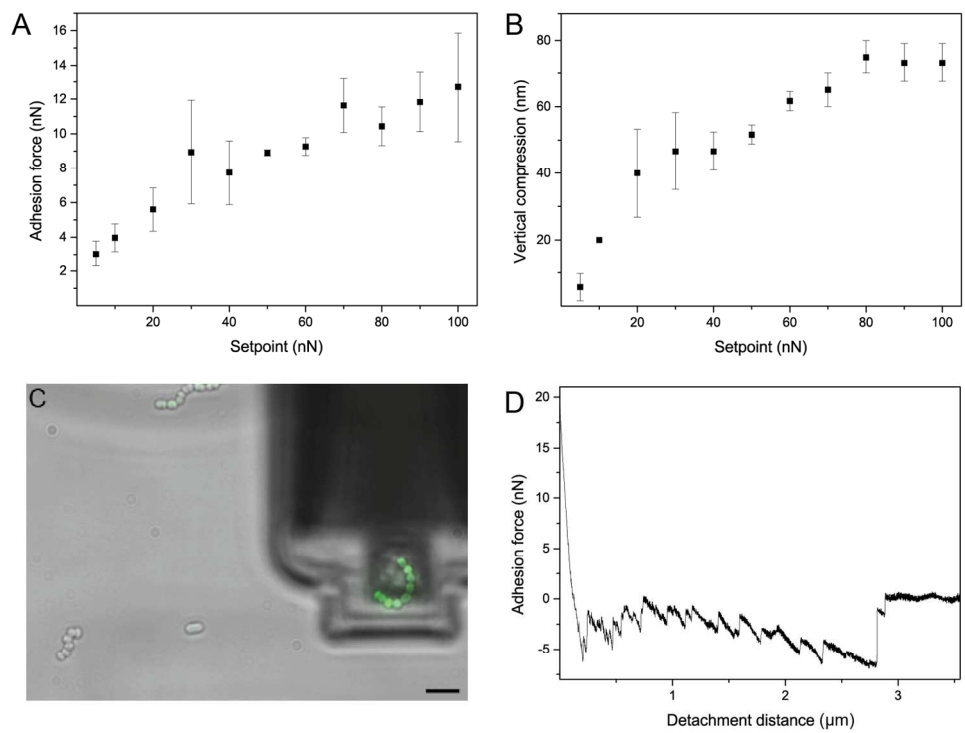 A
Adhesion force (nN)
16
14
12
10
8
6
4
2
20 40 60 80 100
Setpoint (nN)
B
Vertical compression (nm)
80
60
40
20
20 40 60 80 100
Setpoint (nN)
C
D
Adhesion force (nN)
20
15
10
5
0
-5
1 2 3
Detachment distance (µm)